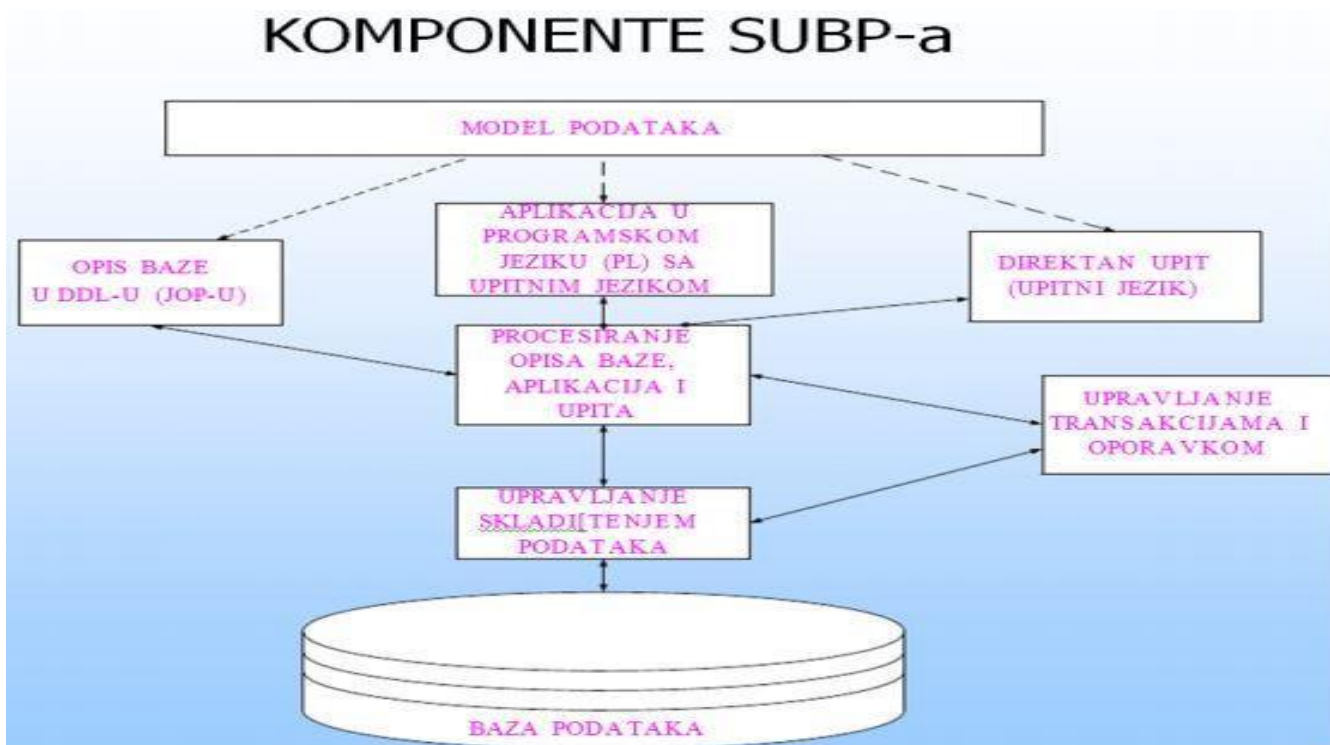 KOMPONENTE SUBP-a
MODEL PODATAKA
APLIKACIJA U
PROGRAMSKOM
JEZIKU (PL) SA
UPITNIM JEZIKOM
OPIS BAZE
U DDL-U (JOP-U)
DIREKTAN UPIT
(UPITNI JEZIK)
PROCESIRANJE
OPISA BAZE,
APLIKACIJA I
UPITA
UPRAVLJANJE
TRANSAKCIJAMA I
OPORAVKOM
UPRAVLJANJE
SKLADI[TENJEM
PODATAKA
BAZA PODATAKA